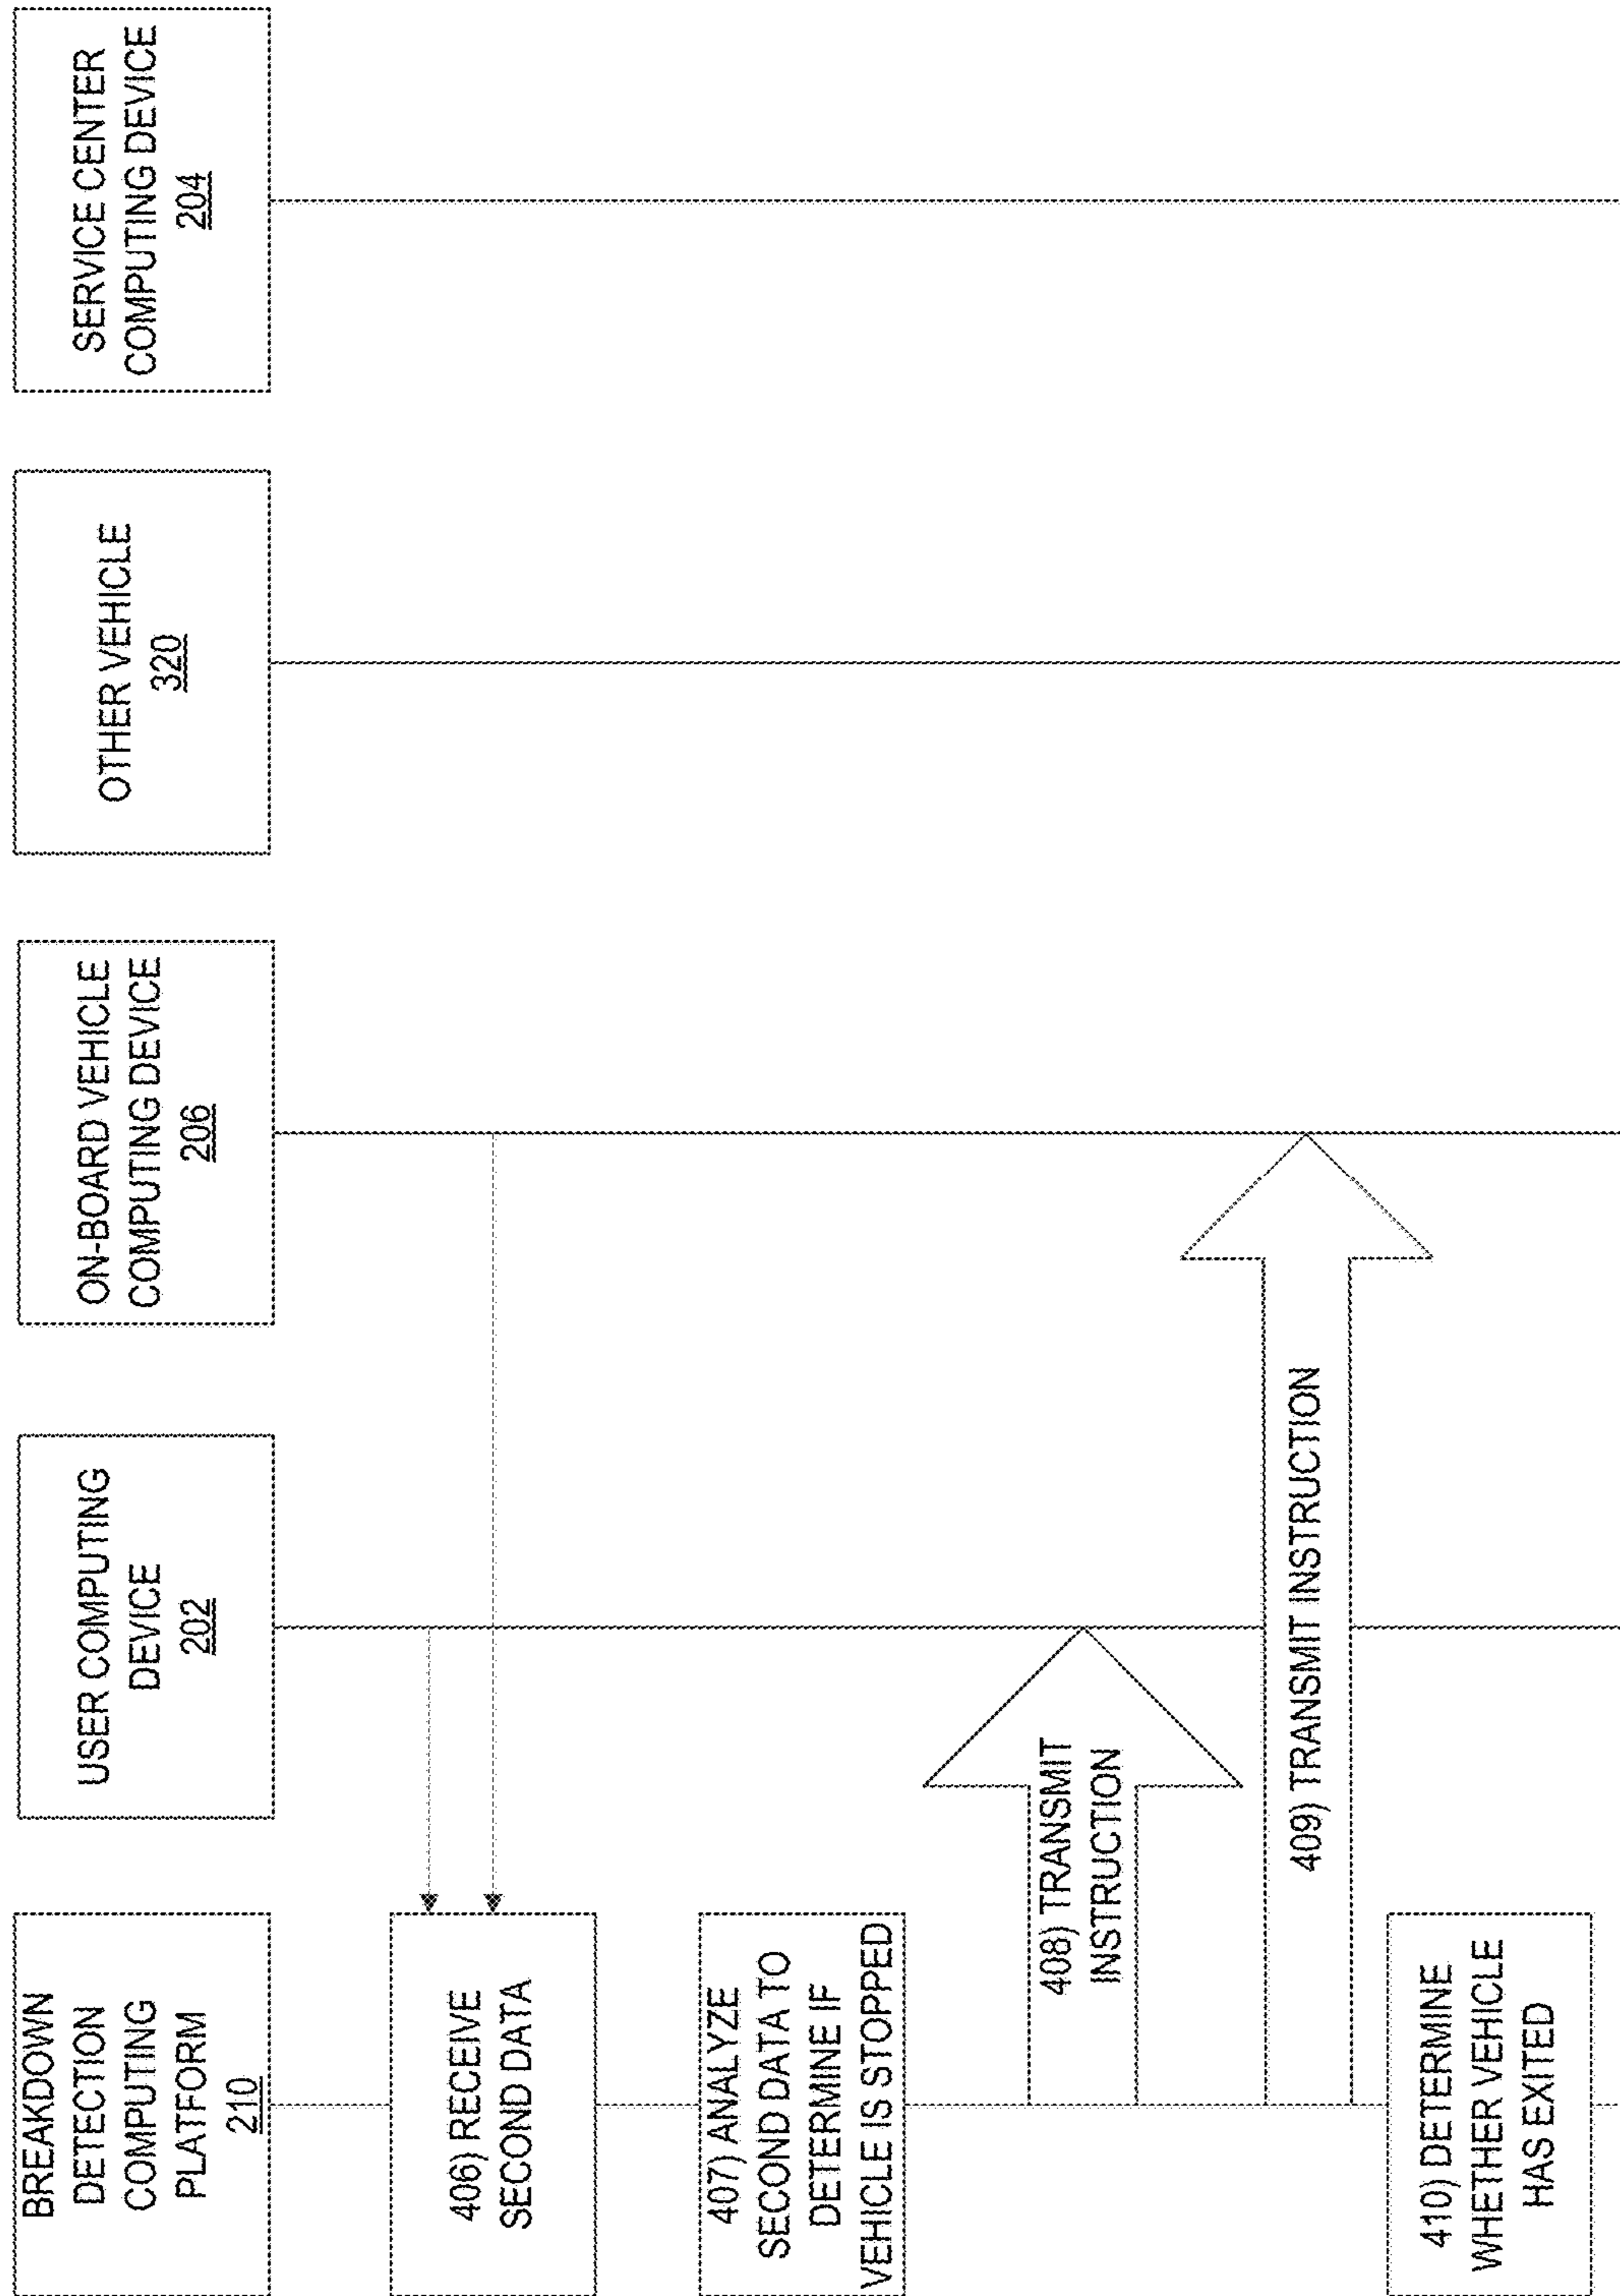 BREAKDOWN
DETECTION
COMPUTING
PLATFORM
210
USER COMPUTING
DEVICE
202
ON-BOARD VEHICLE
COMPUTING DEVICE
206
OTHER VEHICLE
320
SERVICE CENTER
COMPUTING DEVICE
204
406) RECEIVE
SECOND DATA
407) ANALYZE
SECOND DATA TO
DETERMINE IF
VEHICLE IS STOPPED
408) TRANSMIT
INSTRUCTION
409) TRANSMIT INSTRUCTION
410) DETERMINE
WHETHER VEHICLE
HAS EXITED